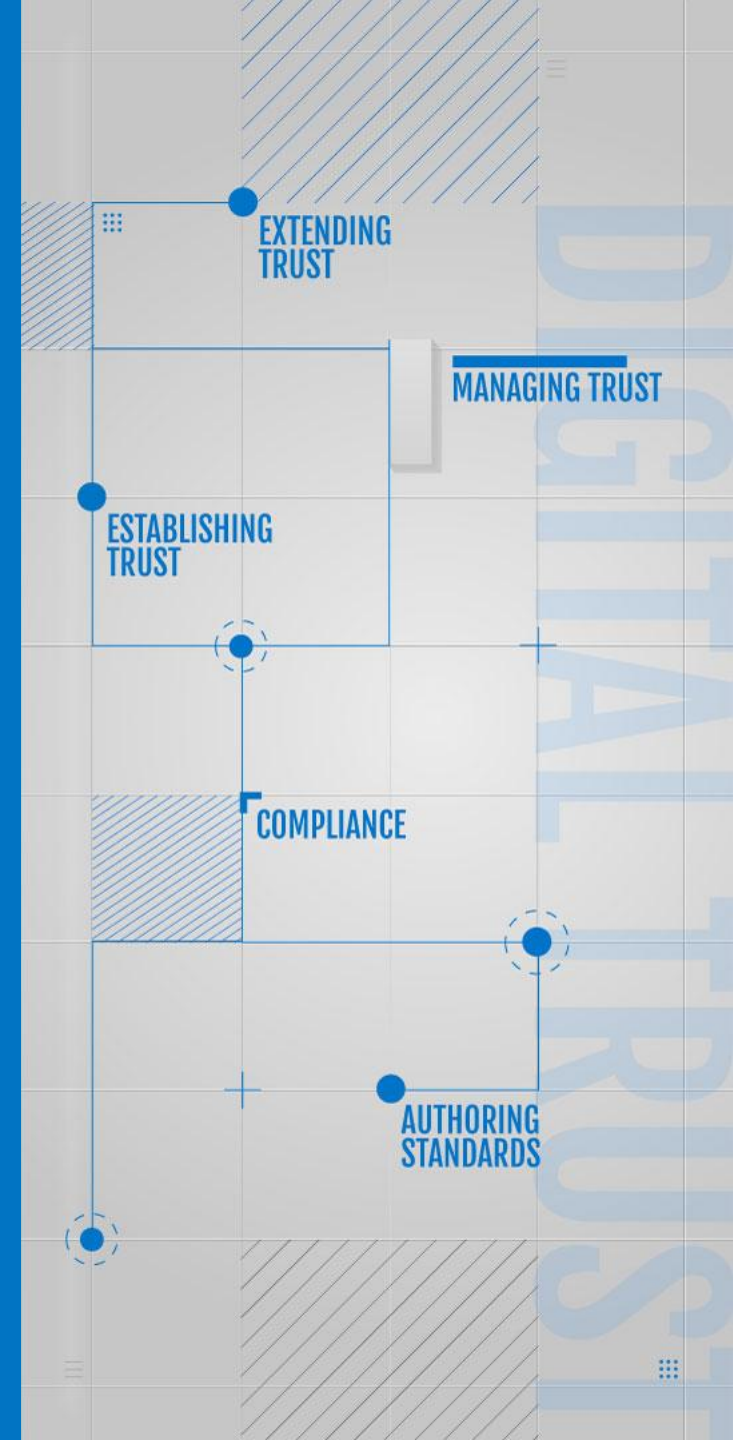 EXTENDING
TRUST
MANAGING TRUST
ESTABLISHING
TRUST
COMPLIANCE
AUTHORING
STANDARDS
DIGITAL TRUST